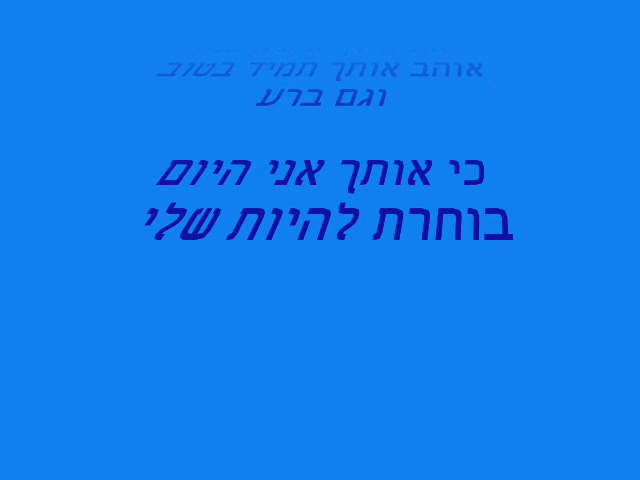 אוהב אותך תמיד בטוב
וגם ברע
כי אותך אני היום
בוחרת להיות שלי